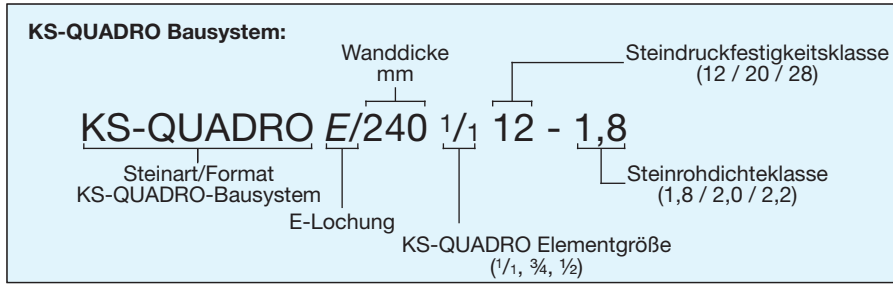 KS-QUADRO Bausystem:
Wanddicke
mm
Steindruckfestigkeitsklasse
(12 / 20 / 28)
KS-QUADRO E/240 1/1 12 - 1,8
Steinart/Format
KS-QUADRO-Bausystem
Steinrohdichteklasse
(1,8 / 2,0 / 2,2)
E-Lochung
KS-QUADRO Elementgröße
(1/1, ¾, ½)